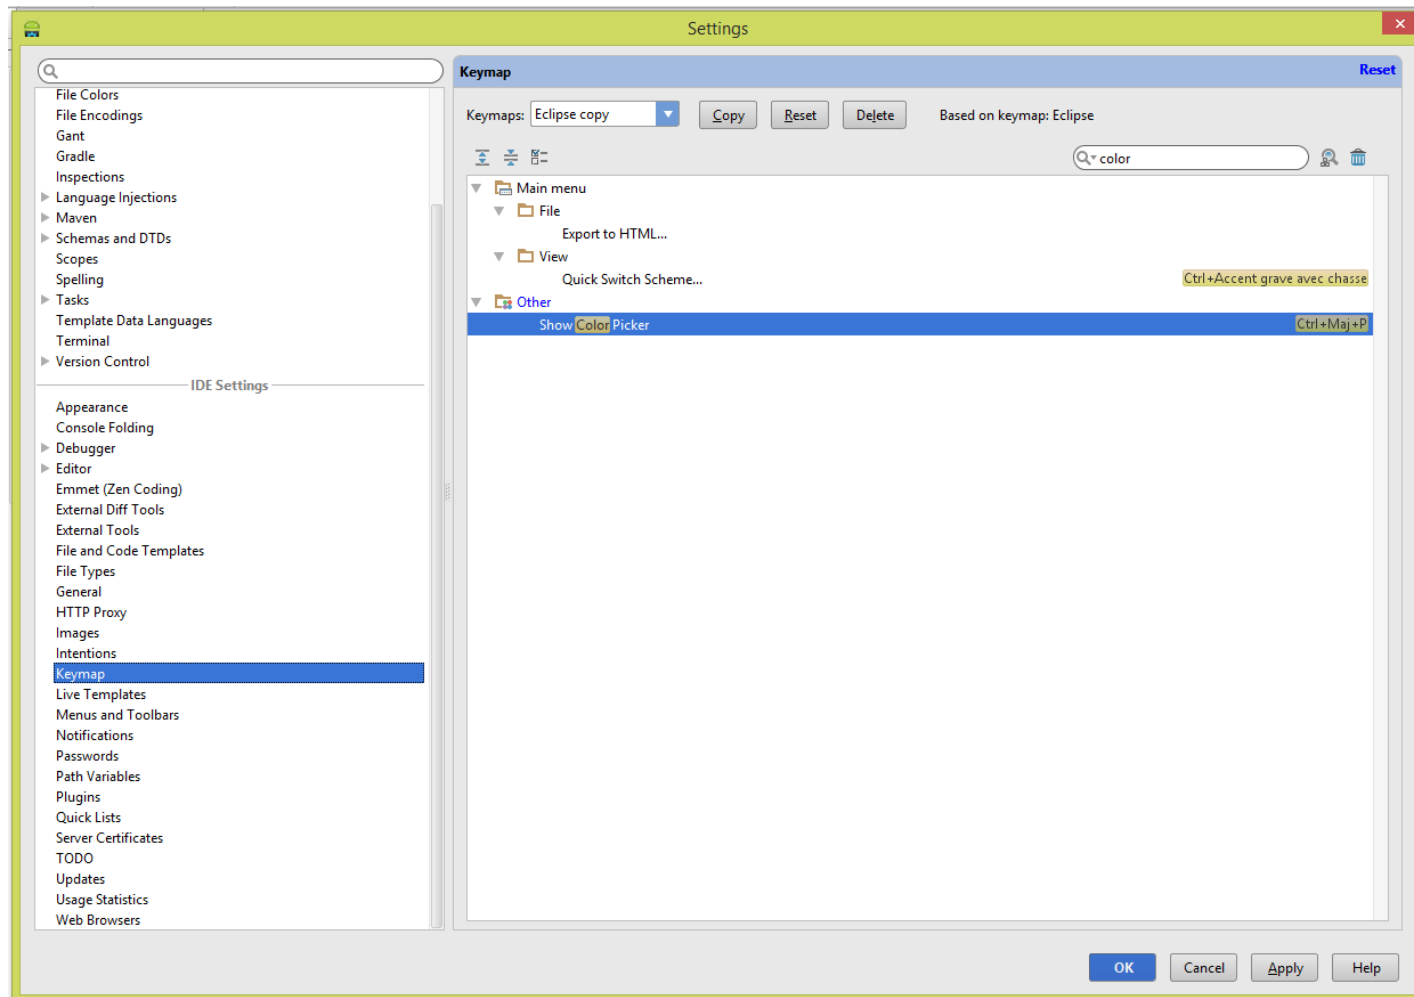 Settings
File Colors
File Encodings
Gant
Gradle
Inspections
Language Injections
Maven
Schemas and DTDs
Scopes
Spelling
Tasks
Template Data Languages
Terminal
Version Control
IDE Settings
Appearance
Console Folding
Debugger
Editor
Emmet (Zen Coding)
External Diff Tools
External Tools
File and Code Templates
File Types
General
HTTP Proxy
Images
Intentions
Keymap
Live Templates
Menus and Toolbars
Notifications
Passwords
Path Variables
Plugins
Quick Lists
Server Certificates
TODO
Updates
Usage Statistics
Web Browsers
Keymap Reset
Keymaps: Eclipse copy Copy Reset Delete Based on keymap: Eclipse
color
Main menu
File
Export to HTML...
View
Quick Switch Scheme... Ctrl+Accent grave avec chasse
Other
Show Color Picker Ctrl+Maj+P
OK Cancel Apply Help